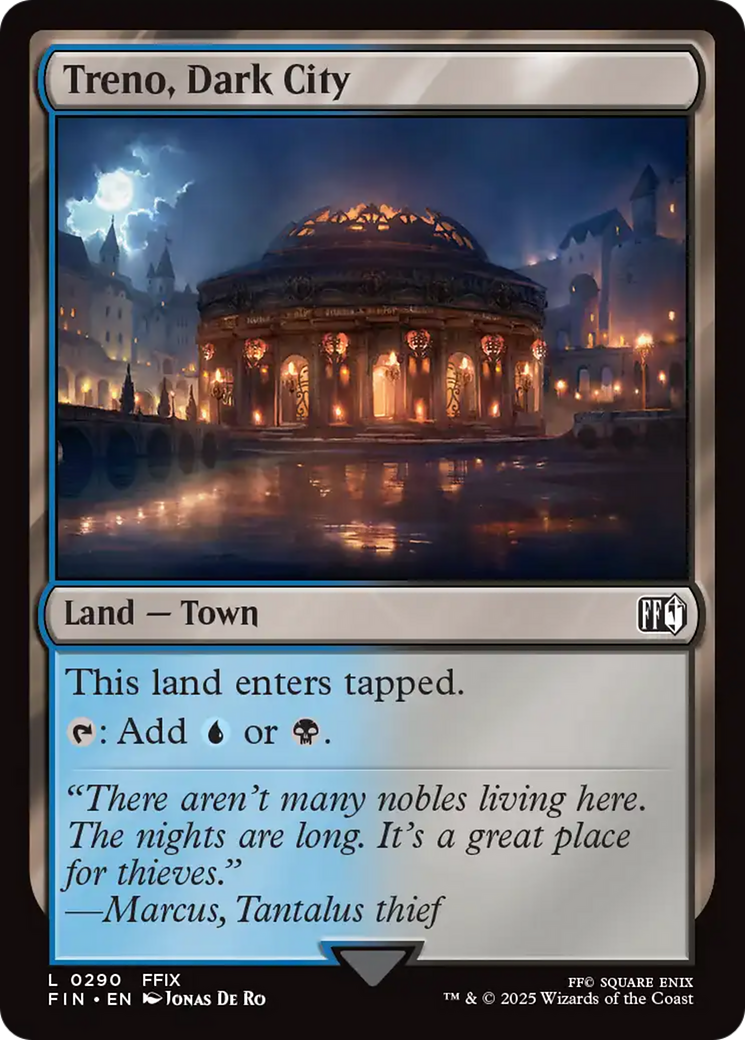 Treno, Dark City
Land — Town
FF
This land enters tapped.
: Add or .
“There aren’t many nobles living here.
The nights are long. It’s a great place
for thieves.”
—Marcus, Tantalus thief
L 0290 FFIX
FIN • EN Jonas De Ro
FF© SQUARE ENIX
™ & © 2025 Wizards of the Coast